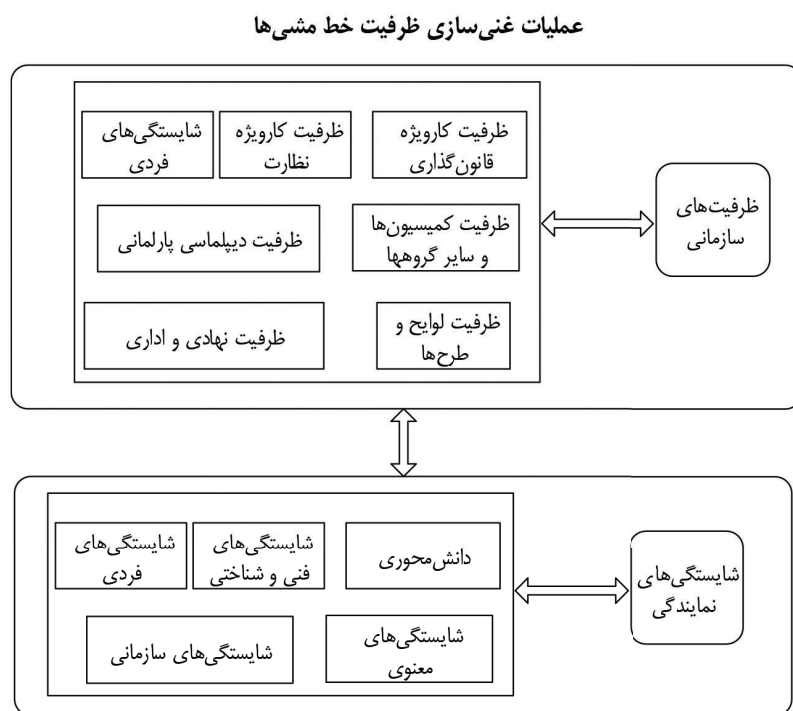 عملیات غنی‌سازی ظرفیت خط مشی‌ها
ظرفیت کارویژه
قانون‌گذاری
ظرفیت کارویژه
نظارت
شایستگی‌های
فردی
ظرفیت کمیسیون‌ها
و سایر گروهها
ظرفیت دیپلماسی پارلمانی
ظرفیت لوایح و
طرح‌ها
ظرفیت نهادی و اداری
ظرفیت‌های
سازمانی
دانش‌محوری
شایستگی‌های
فنی و شناختی
شایستگی‌های
فردی
شایستگی‌های
معنوی
شایستگی‌های سازمانی
شایستگی‌های
نمایندگی